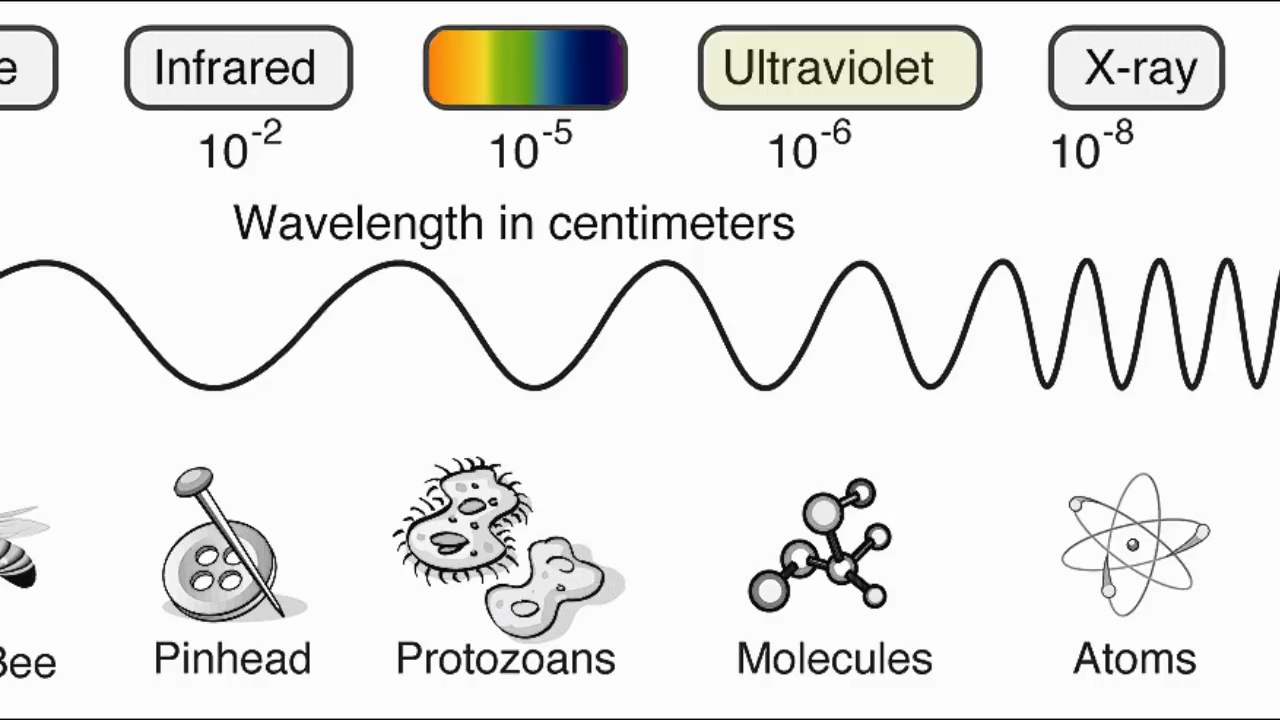 e Infrared Ultraviolet X-ray
10-2 10-5 10-6 10-8
Wavelength in centimeters
Bee Pinhead Protozoans Molecules Atoms